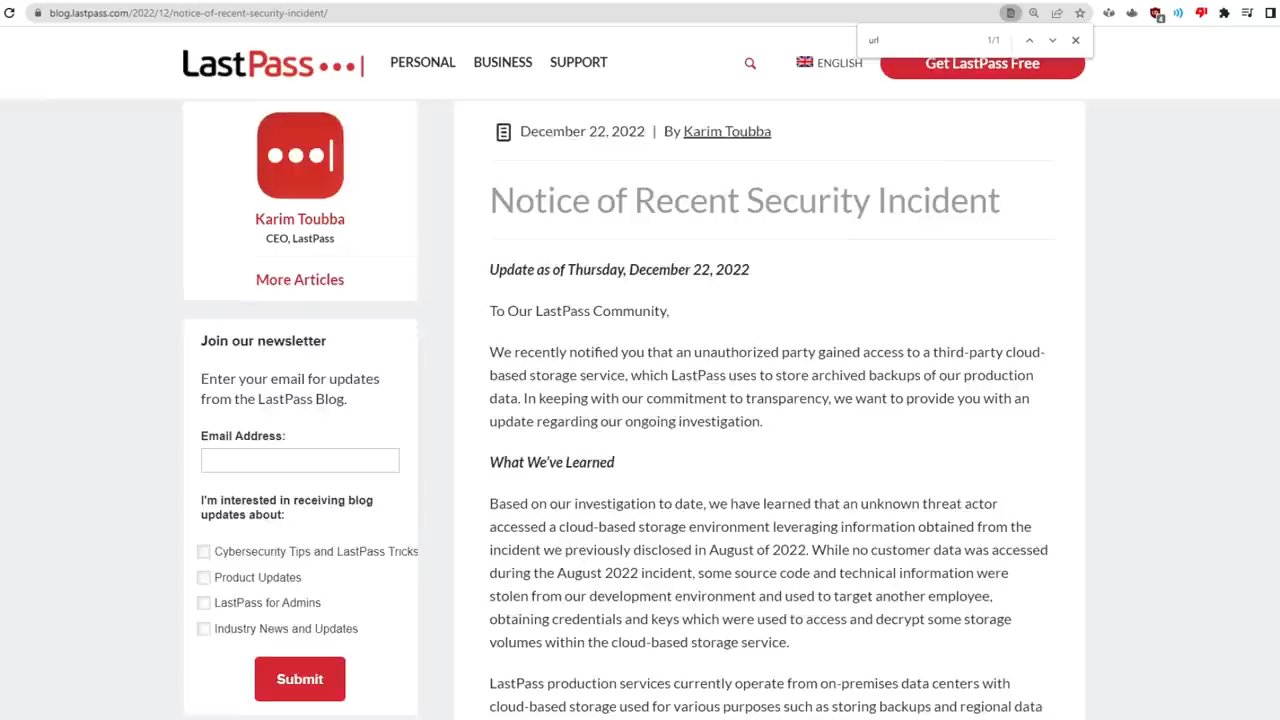 blog.lastpass.com/2022/12/notice-of-recent-security-incident/
4
url
1/1
LastPass
PERSONAL
BUSINESS
SUPPORT
ENGLISH
Get LastPass Free
Karim Toubba
CEO, LastPass
More Articles
Join our newsletter
Enter your email for updates
from the LastPass Blog.
Email Address:
I'm interested in receiving blog
updates about:
Cybersecurity Tips and LastPass Tricks
Product Updates
LastPass for Admins
Industry News and Updates
Submit
December 22, 2022 | By Karim Toubba
Notice of Recent Security Incident
Update as of Thursday, December 22, 2022
To Our LastPass Community,
We recently notified you that an unauthorized party gained access to a third-party cloud-
based storage service, which LastPass uses to store archived backups of our production
data. In keeping with our commitment to transparency, we want to provide you with an
update regarding our ongoing investigation.
What We've Learned
Based on our investigation to date, we have learned that an unknown threat actor
accessed a cloud-based storage environment leveraging information obtained from the
incident we previously disclosed in August of 2022. While no customer data was accessed
during the August 2022 incident, some source code and technical information were
stolen from our development environment and used to target another employee,
obtaining credentials and keys which were used to access and decrypt some storage
volumes within the cloud-based storage service.
LastPass production services currently operate from on-premises data centers with
cloud-based storage used for various purposes such as storing backups and regional data